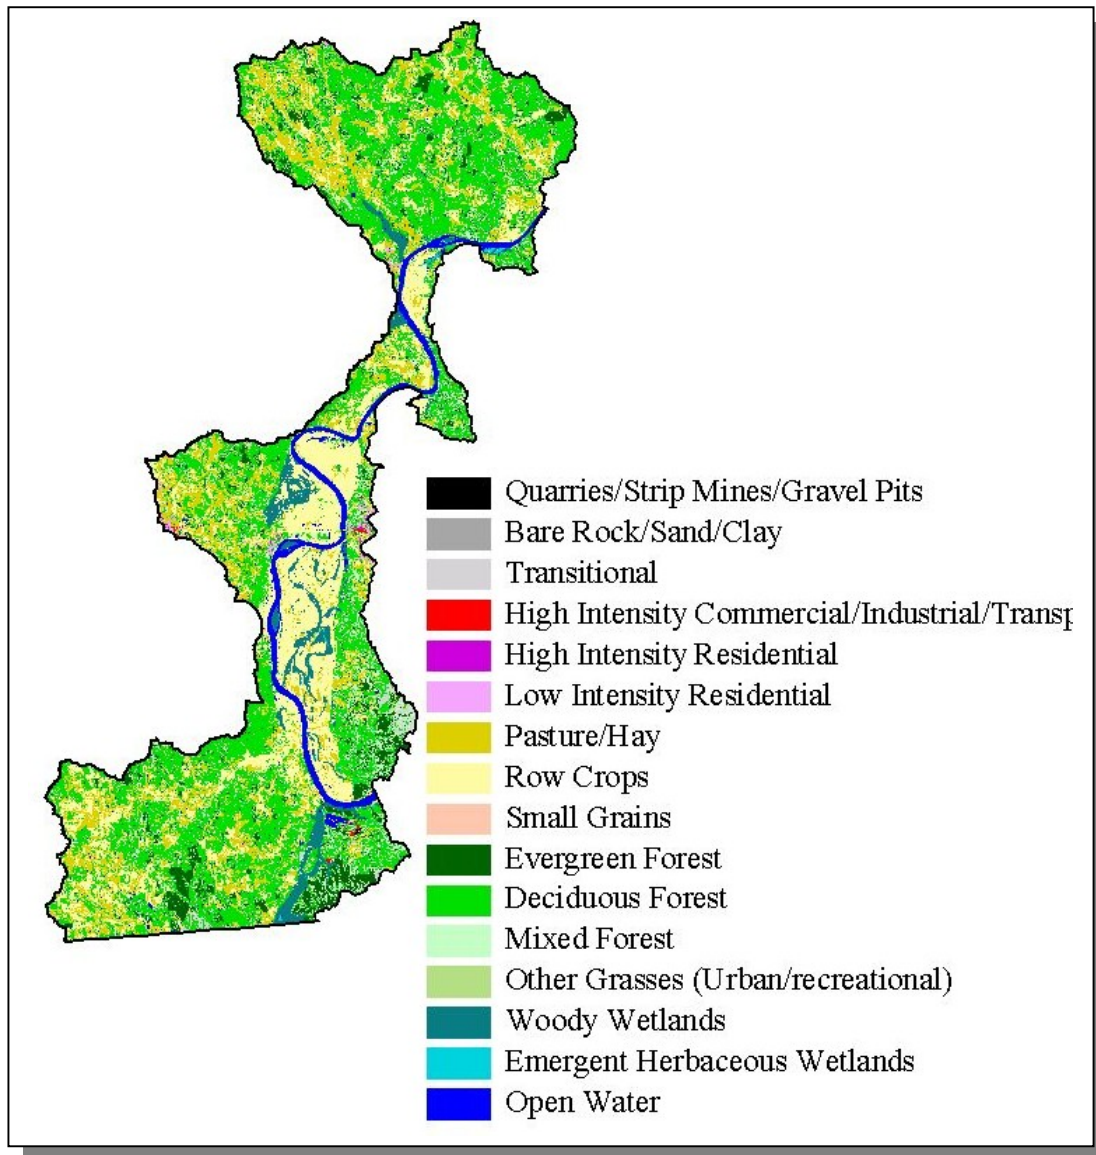 Quarries/Strip Mines/Gravel Pits
Bare Rock/Sand/Clay
Transitional
High Intensity Commercial/Industrial/Transp
High Intensity Residential
Low Intensity Residential
Pasture/Hay
Row Crops
Small Grains
Evergreen Forest
Deciduous Forest
Mixed Forest
Other Grasses (Urban/recreational)
Woody Wetlands
Emergent Herbaceous Wetlands
Open Water